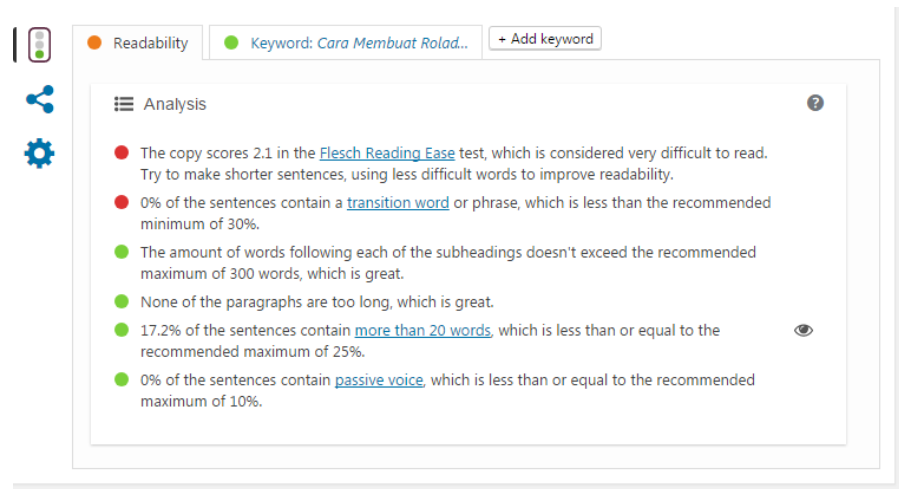 Readability
Keyword: Cara Membuat Rolad...
+ Add keyword
Analysis
The copy scores 2.1 in the Flesch Reading Ease test, which is considered very difficult to read.
Try to make shorter sentences, using less difficult words to improve readability.
0% of the sentences contain a transition word or phrase, which is less than the recommended
minimum of 30%.
The amount of words following each of the subheadings doesn't exceed the recommended
maximum of 300 words, which is great.
None of the paragraphs are too long, which is great.
17.2% of the sentences contain more than 20 words, which is less than or equal to the
recommended maximum of 25%.
0% of the sentences contain passive voice, which is less than or equal to the recommended
maximum of 10%.